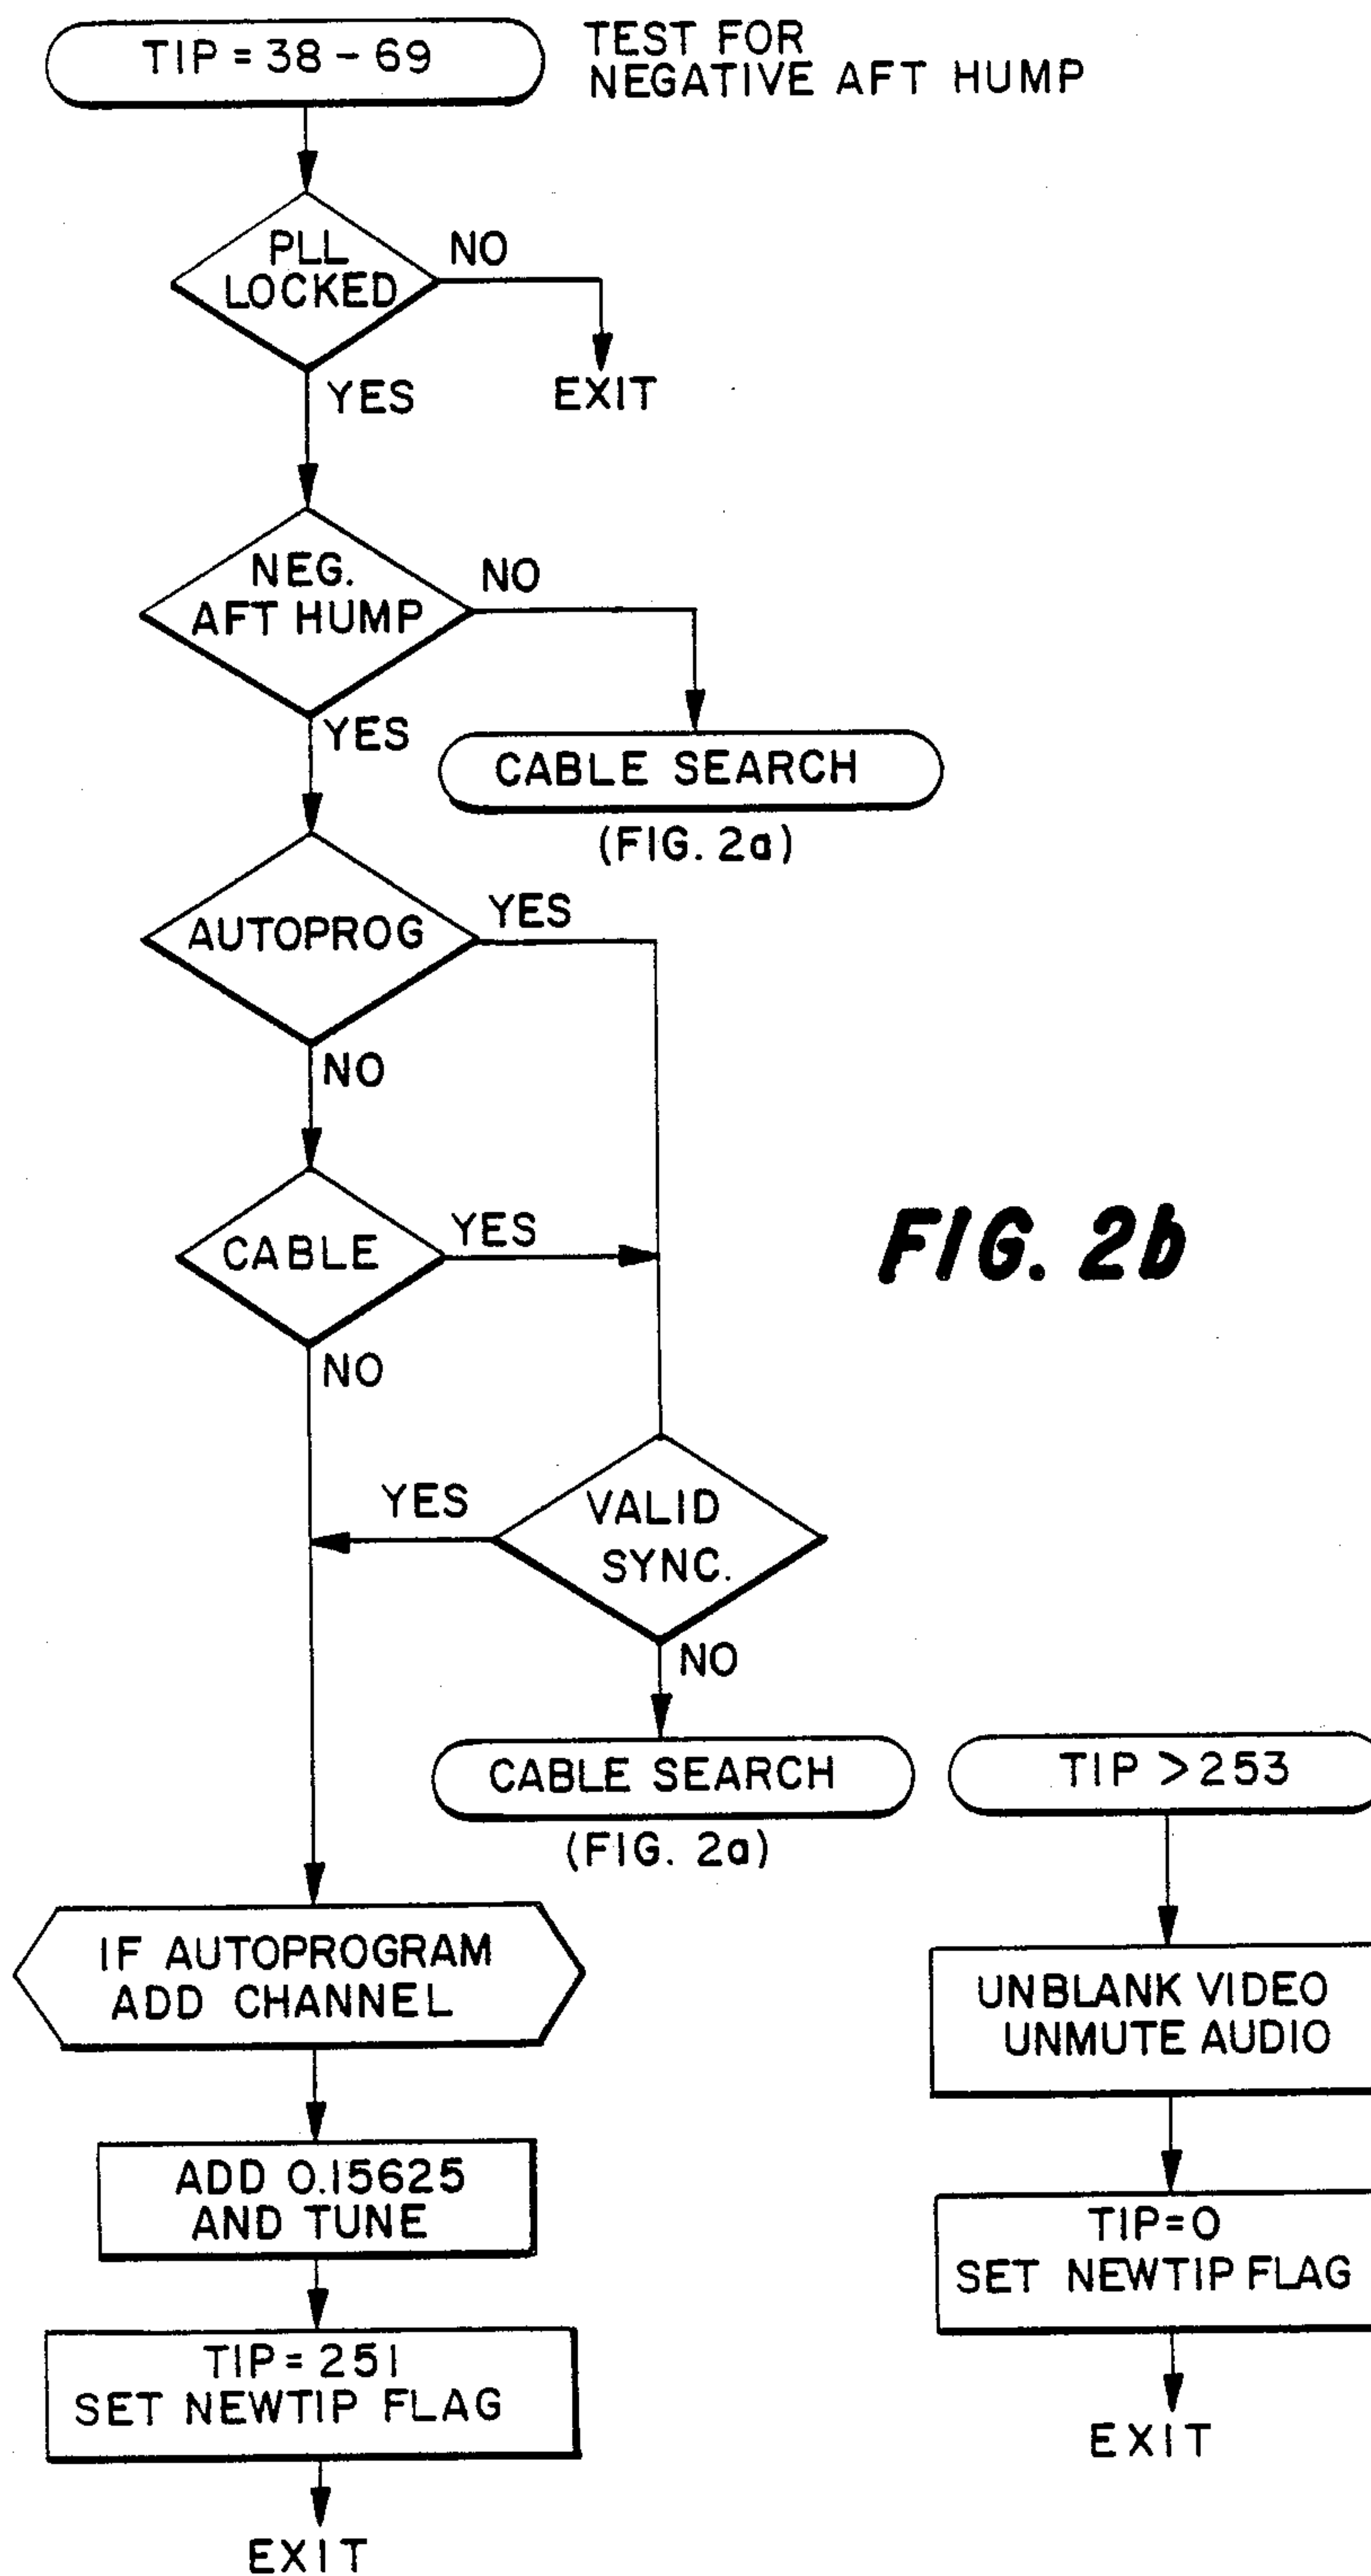 TIP = 38 - 69
TEST FOR
NEGATIVE AFT HUMP
PLL
LOCKED
NO
EXIT
YES
NEG.
AFT HUMP
NO
YES
CABLE SEARCH
(FIG. 2a)
AUTOPROG
YES
NO
CABLE
YES
NO
FIG. 2b
VALID
SYNC.
YES
NO
CABLE SEARCH
(FIG. 2a)
IF AUTOPROGRAM
ADD CHANNEL
ADD 0.15625
AND TUNE
TIP = 251
SET NEWTIP FLAG
EXIT
TIP > 253
UNBLANK VIDEO
UNMUTE AUDIO
TIP=0
SET NEWTIP FLAG
EXIT